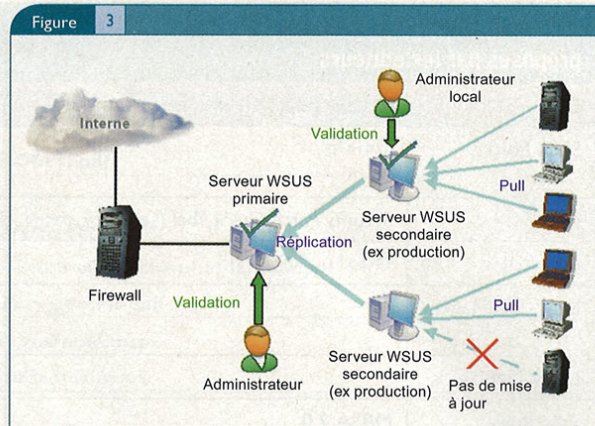 Figure 3
Interne
Firewall
Serveur WSUS
primaire
Validation
Administrateur
Réplication
Administrateur
local
Validation
Serveur WSUS
secondaire
(ex production)
Pull
Serveur WSUS
secondaire
(ex production)
Pull
Pas de mise
à jour